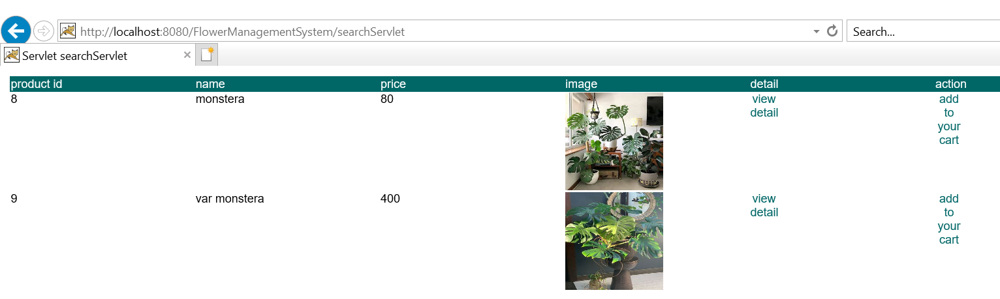 http://localhost:8080/FlowerManagementSystem/searchServlet
Search...
Servlet searchServlet
product id name price image detail action
8 monstera 80 view add
detail to
your
cart
9 var monstera 400 view add
detail to
your
cart